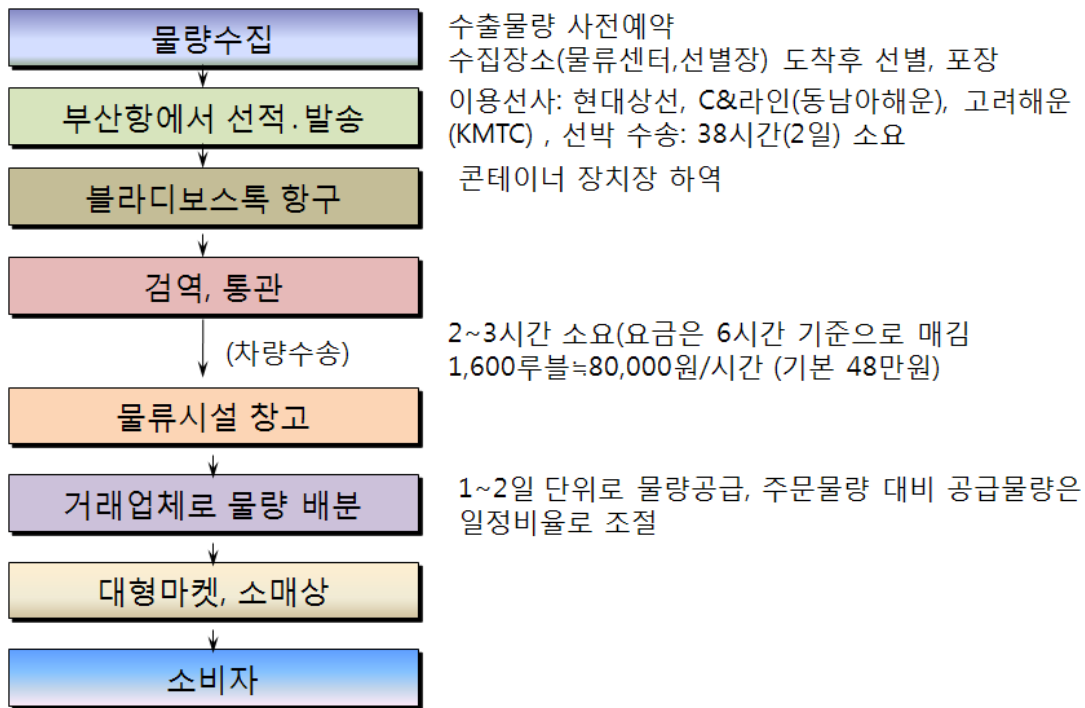 물량수집
수출물량 사전예약
수집장소(물류센터,선별장) 도착후 선별, 포장
부산항에서 선적.발송
이용선사: 현대상선, C&라인(동남아해운), 고려해운
(KMTC) , 선박 수송: 38시간(2일) 소요
블라디보스톡 항구
콘테이너 장치장 하역
검역, 통관
(차량수송)
2~3시간 소요(요금은 6시간 기준으로 매김
1,600루블≒80,000원/시간 (기본 48만원)
물류시설 창고
거래업체로 물량 배분
1~2일 단위로 물량공급, 주문물량 대비 공급물량은
일정비율로 조절
대형마켓, 소매상
소비자